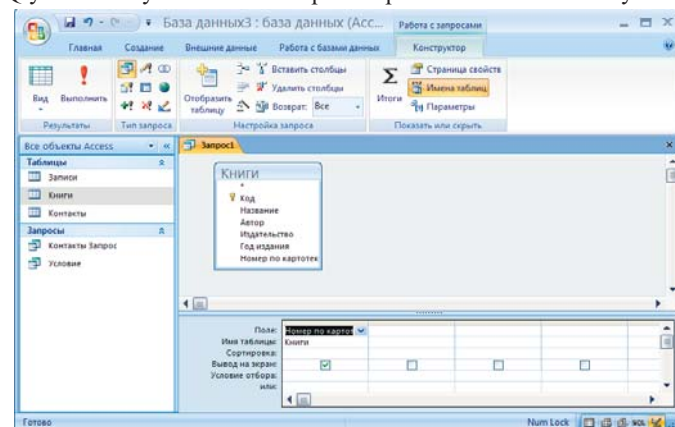 База данных3 : база данных (Acc...
Работа с запросами
Главная
Создание
Внешние данные
Работа с базами данных
Конструктор
Вид
Выполнить
Результаты
Тип запроса
Отобразить таблицу
Вставить столбцы
Удалить столбцы
Возврат: Все
Настройка запроса
Итоги
Страница свойств
Имена таблиц
Параметры
Показать или скрыть
Все объекты Access
Таблицы
Записи
Книги
Контакты
Запросы
Контакты Запрос
Условие
Запрос1
Книги
*
Код
Название
Автор
Издательство
Год издания
Номер по картотек
Поле: Номер по картот
Имя таблицы: Книги
Сортировка:
Вывод на экран:
Условие отбора:
или:
Готово
Num Lock
SQL